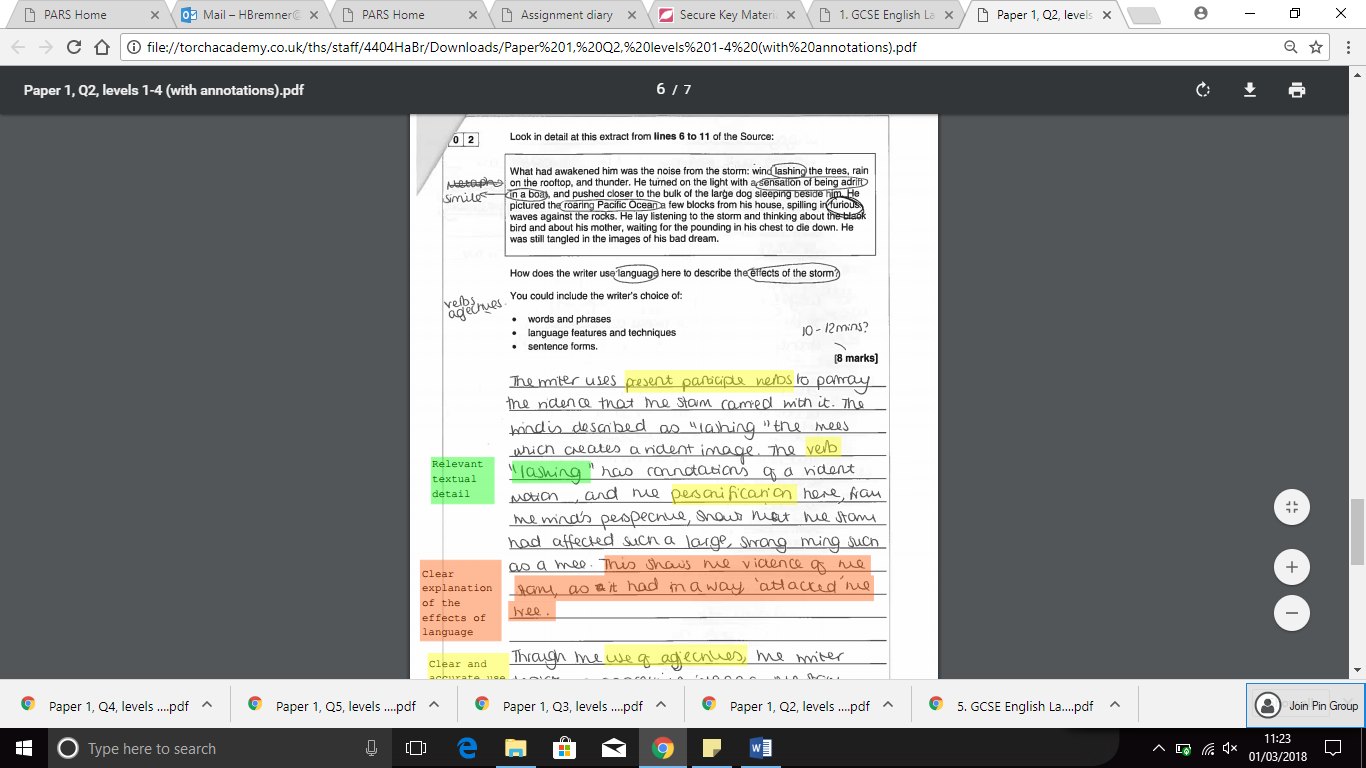 PARS Home
Mail – HBremner@
PARS Home
Assignment diary
Secure Key Materi
1. GCSE English La
Paper 1, Q2, levels
file://torchacademy.co.uk/ths/staff/4404HaBr/Downloads/Paper%201,%20Q2,%20levels%201-4%20(with%20annotations).pdf
Paper 1, Q2, levels 1-4 (with annotations).pdf
6 / 7
0 2
Look in detail at this extract from lines 6 to 11 of the Source:
What had awakened him was the noise from the storm: wind lashing the trees, rain
on the rooftop, and thunder. He turned on the light with a sensation of being adrift
in a boat, and pushed closer to the bulk of the large dog sleeping beside him. He
pictured the roaring Pacific Ocean a few blocks from his house, spilling in furious
waves against the rocks. He lay listening to the storm and thinking about the black
bird and about his mother, waiting for the pounding in his chest to die down. He
was still tangled in the images of his bad dream.
simile
How does the writer use language here to describe the effects of the storm?
You could include the writer's choice of:
verbs
agjectives.
• words and phrases
• language features and techniques
• sentence forms.
10-12mins?
[8 marks]
The writer uses present participle verbs to portray
the violence that the storm carried with it. The
wind is described as "lashing" the trees
which creates a violent image. The verb
"lashing" has connotations of a violent
motion, and the personification here, from
the wind's perspective, shows that the storm
had affected such a large, strong thing such
as a tree. This shows the violence of the
storm, as it had in a way 'attacked' the
tree.
Through the use of agjectives, the writer
Relevant
textual
detail
Clear
explanation
of the
effects of
language
Clear and
accurate use
Paper 1, Q4, levels ....pdf
Paper 1, Q5, levels ....pdf
Paper 1, Q3, levels ....pdf
Paper 1, Q2, levels ....pdf
5. GCSE English La....pdf
Join Pin Group
Type here to search
11:23
01/03/2018